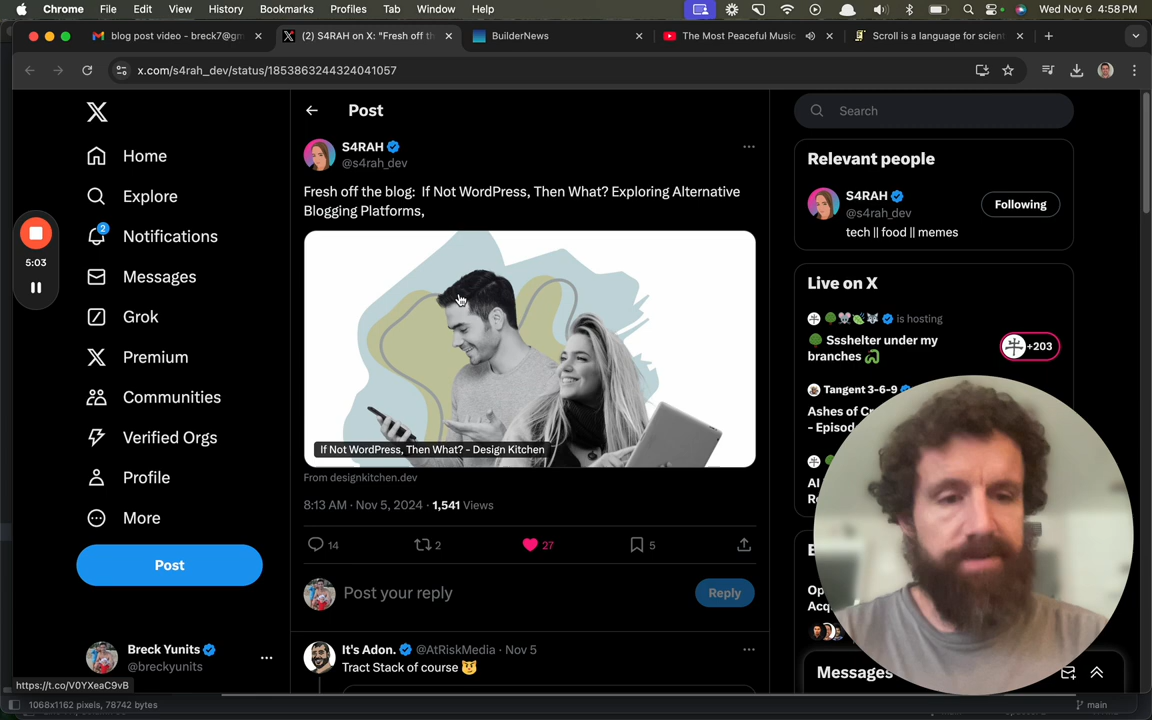 Chrome File Edit View History Bookmarks Profiles Tab Window Help Wed Nov 6 4:58 PM
blog post video - breck7@gm
(2) S4RAH on X: "Fresh off th
BuilderNews
The Most Peaceful Music
Scroll is a language for scient
x.com/s4rah_dev/status/1853863244324041057
Home
Explore
2
Notifications
Messages
Grok
Premium
Communities
Verified Orgs
Profile
More
Post
Breck Yunits
@breckyunits
https://t.co/V0YXeaC9vB
5:03
Post
S4RAH
@s4rah_dev
Fresh off the blog: If Not WordPress, Then What? Exploring Alternative
Blogging Platforms,
If Not WordPress, Then What? - Design Kitchen
From designkitchen.dev
8:13 AM · Nov 5, 2024 · 1,541 Views
14 2 27 5
Post your reply
Reply
It's Adon. @AtRiskMedia · Nov 5
Tract Stack of course
Search
Relevant people
S4RAH
@s4rah_dev
Following
tech || food || memes
Live on X
is hosting
Ssshelter under my
branches
+203
Tangent 3-6-9
Ashes of Cr
- Episod
AI
Ro
Op
Acq
Messages
1068x1162 pixels, 78742 bytes
main